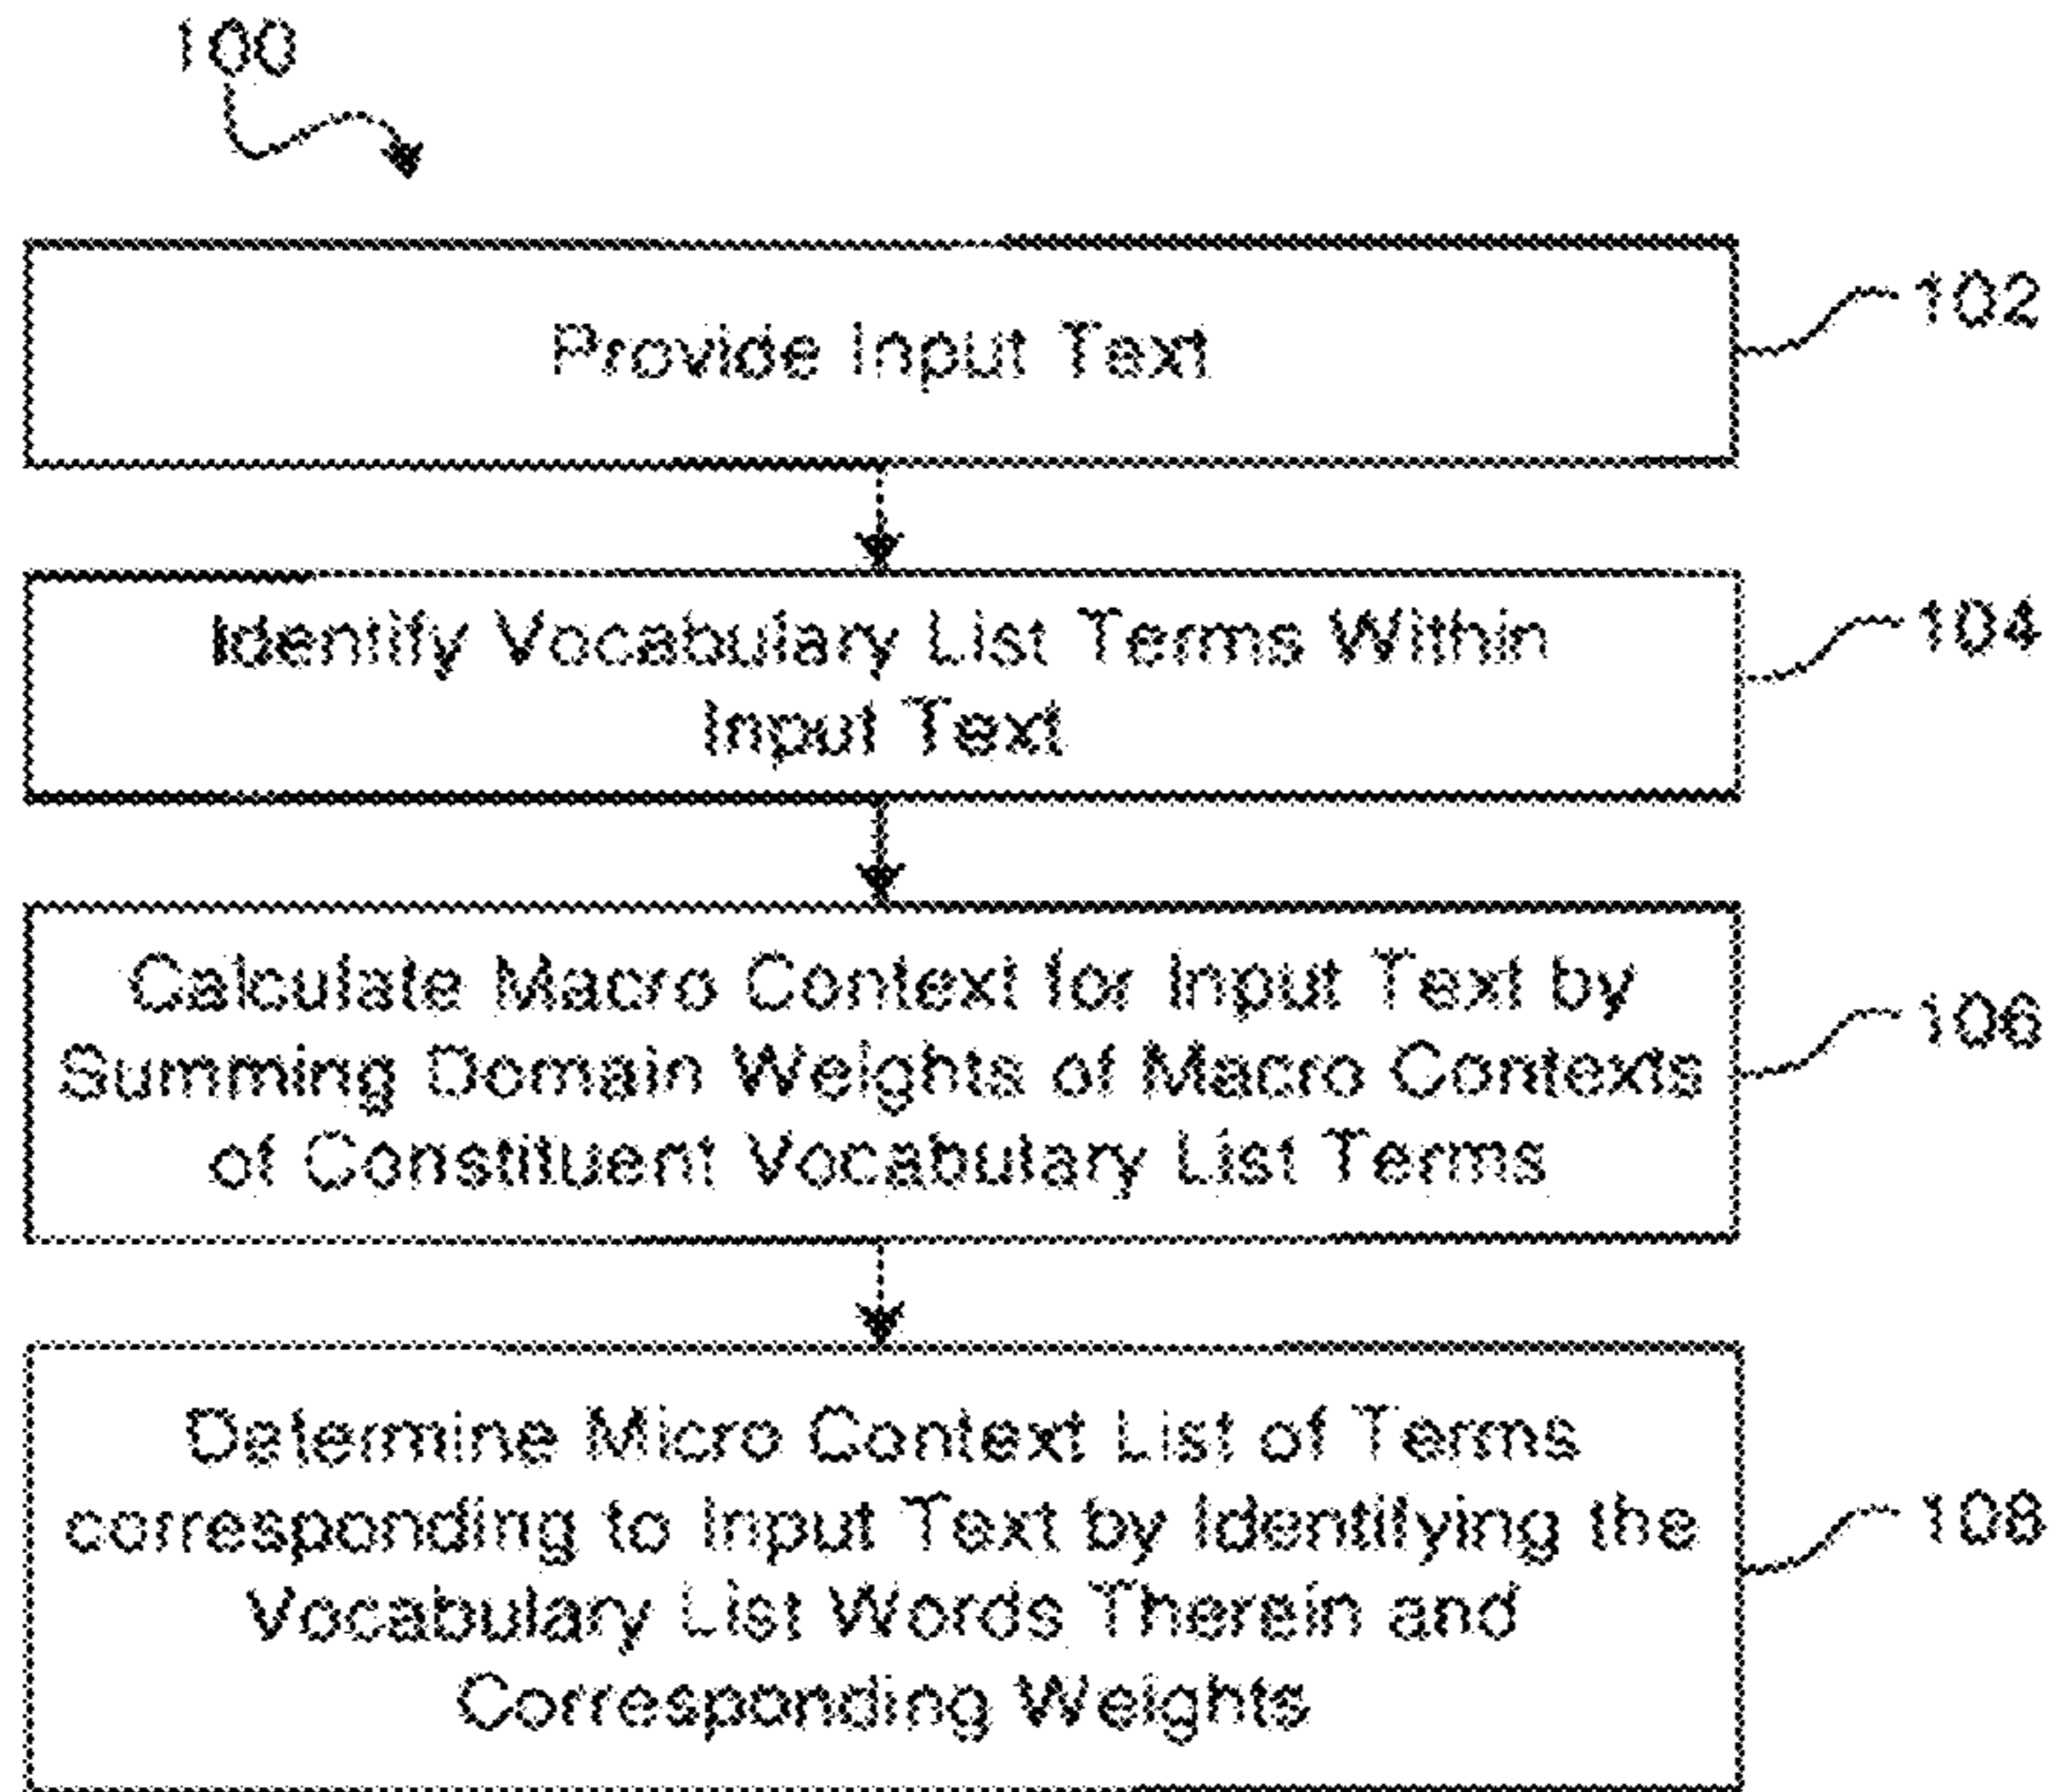 100
Provide Input Text
102
Identify Vocabulary List Terms Within
Input Text
104
Calculate Macro Context for Input Text by
Summing Domain Weights of Macro Contexts
of Constituent Vocabulary List Terms
106
Determine Micro Context List of Terms
corresponding to Input Text by Identifying the
Vocabulary List Words Therein and
Corresponding Weights
108